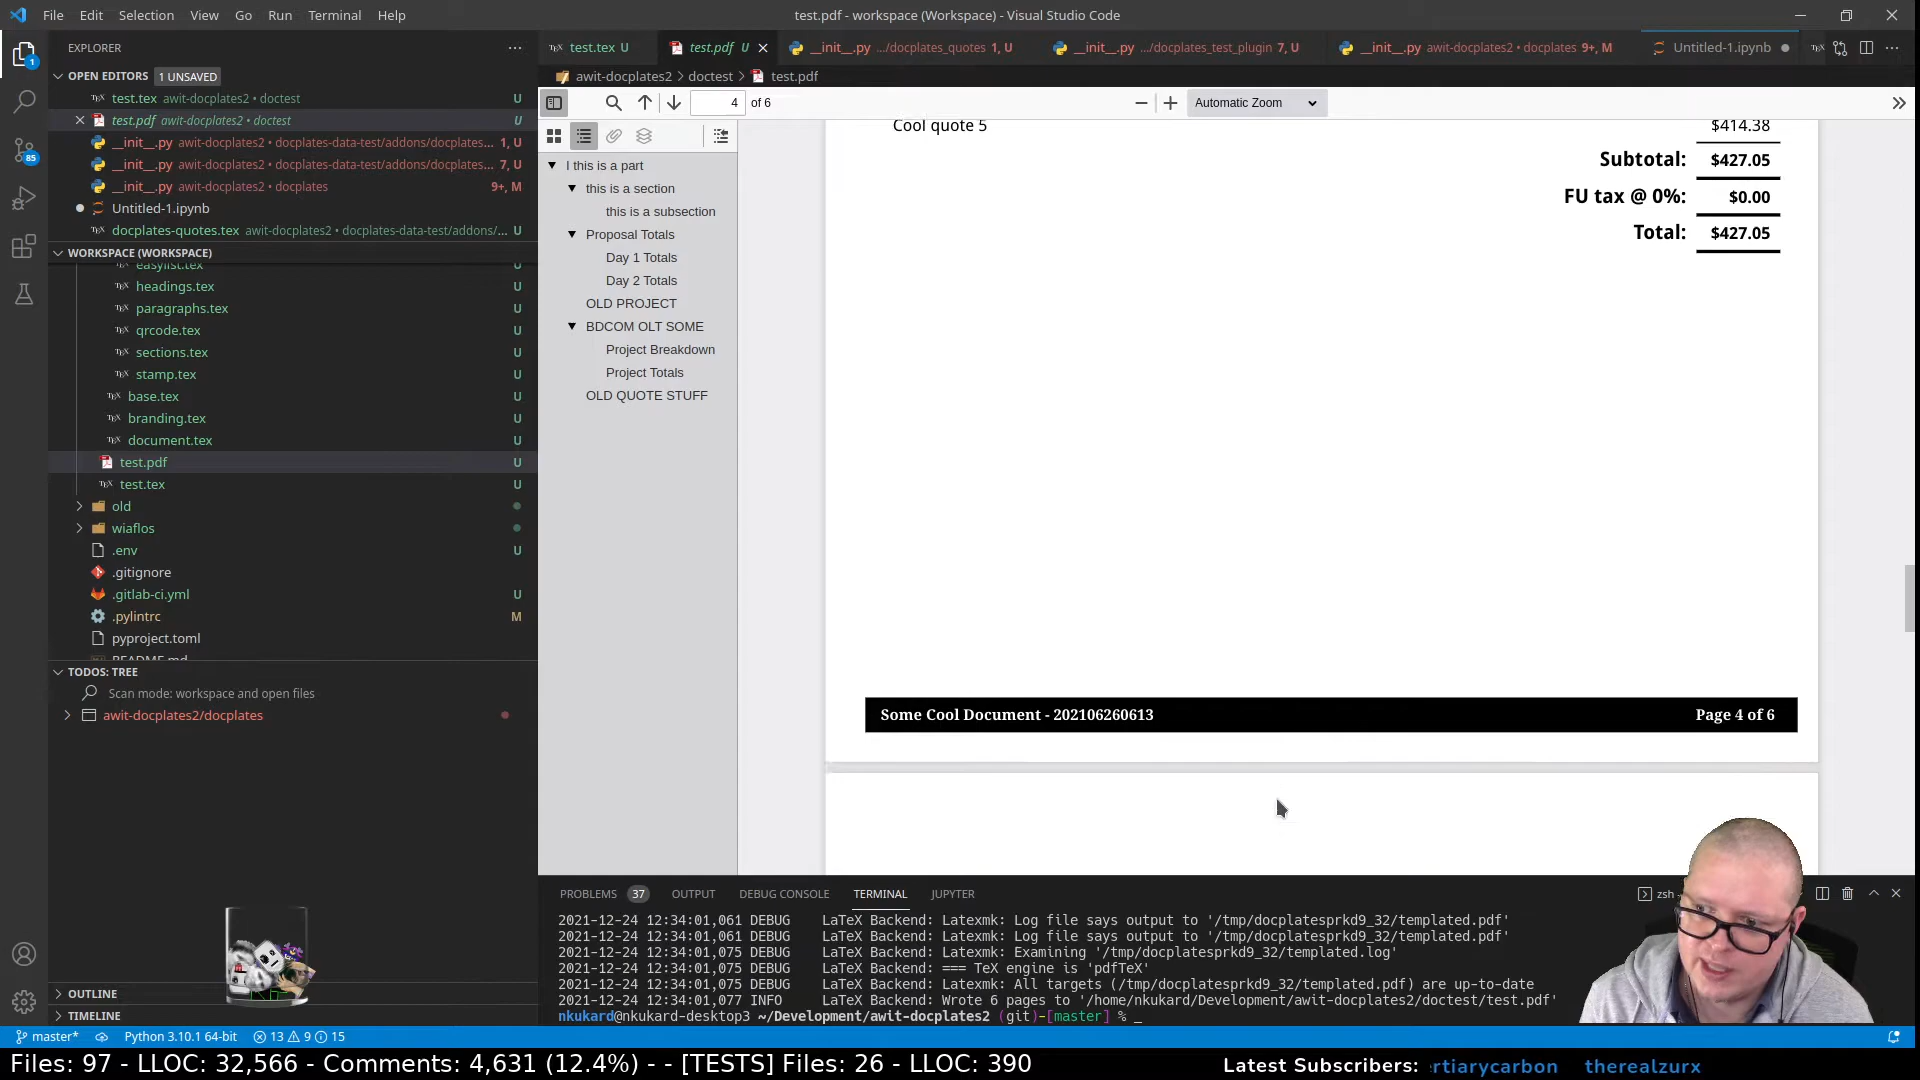 File Edit Selection View Go Run Terminal Help
test.pdf - workspace (Workspace) - Visual Studio Code
EXPLORER
OPEN EDITORS 1 UNSAVED
test.tex awit-docplates2 • doctest U
test.pdf awit-docplates2 • doctest U
__init__.py awit-docplates2 • docplates-data-test/addons/docplates... 1, U
__init__.py awit-docplates2 • docplates-data-test/addons/docplates... 7, U
__init__.py awit-docplates2 • docplates 9+, M
Untitled-1.ipynb
docplates-quotes.tex awit-docplates2 • docplates-data-test/addons/... U
WORKSPACE (WORKSPACE)
easylist.tex U
headings.tex U
paragraphs.tex U
qrcode.tex U
sections.tex U
stamp.tex U
base.tex U
branding.tex U
document.tex U
test.pdf U
test.tex U
old
wiaflos
.env U
.gitignore
.gitlab-ci.yml U
.pylintrc M
pyproject.toml
README.md
TODOS: TREE
Scan mode: workspace and open files
awit-docplates2/docplates
OUTLINE
TIMELINE
1
85
test.tex U
test.pdf U
__init__.py .../docplates_quotes 1, U
__init__.py .../docplates_test_plugin 7, U
__init__.py awit-docplates2 • docplates 9+, M
Untitled-1.ipynb
awit-docplates2 > doctest > test.pdf
4 of 6
Automatic Zoom
I this is a part
this is a section
this is a subsection
Proposal Totals
Day 1 Totals
Day 2 Totals
OLD PROJECT
BDCOM OLT SOME
Project Breakdown
Project Totals
OLD QUOTE STUFF
Cool quote 5 $414.38
Subtotal: $427.05
FU tax @ 0%: $0.00
Total: $427.05
Some Cool Document - 202106260613 Page 4 of 6
PROBLEMS 37 OUTPUT DEBUG CONSOLE TERMINAL JUPYTER
zsh
2021-12-24 12:34:01,061 DEBUG LaTeX Backend: Latexmk: Log file says output to '/tmp/docplatesprkd9_32/templated.pdf'
2021-12-24 12:34:01,061 DEBUG LaTeX Backend: Latexmk: Log file says output to '/tmp/docplatesprkd9_32/templated.pdf'
2021-12-24 12:34:01,075 DEBUG LaTeX Backend: Latexmk: Examining '/tmp/docplatesprkd9_32/templated.log'
2021-12-24 12:34:01,075 DEBUG LaTeX Backend: Latexmk: === TeX engine is 'pdfTeX'
2021-12-24 12:34:01,075 DEBUG LaTeX Backend: Latexmk: All targets (/tmp/docplatesprkd9_32/templated.pdf) are up-to-date
2021-12-24 12:34:01,077 INFO LaTeX Backend: Wrote 6 pages to '/home/nkukard/Development/awit-docplates2/doctest/test.pdf'
nkukard@nkukard-desktop3 ~/Development/awit-docplates2 (git)-[master] % _
master* Python 3.10.1 64-bit 13 9 15
Files: 97 - LLOC: 32,566 - Comments: 4,631 (12.4%) - - [TESTS] Files: 26 - LLOC: 390
Latest Subscribers: rtiarycarbon therealzurx